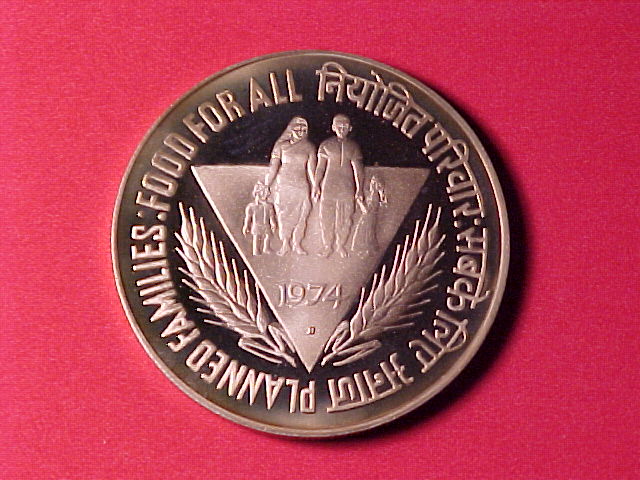 PLANNED FAMILIES: FOOD FOR ALL
नियोजित परिवार: सबके लिए अनाज
1974